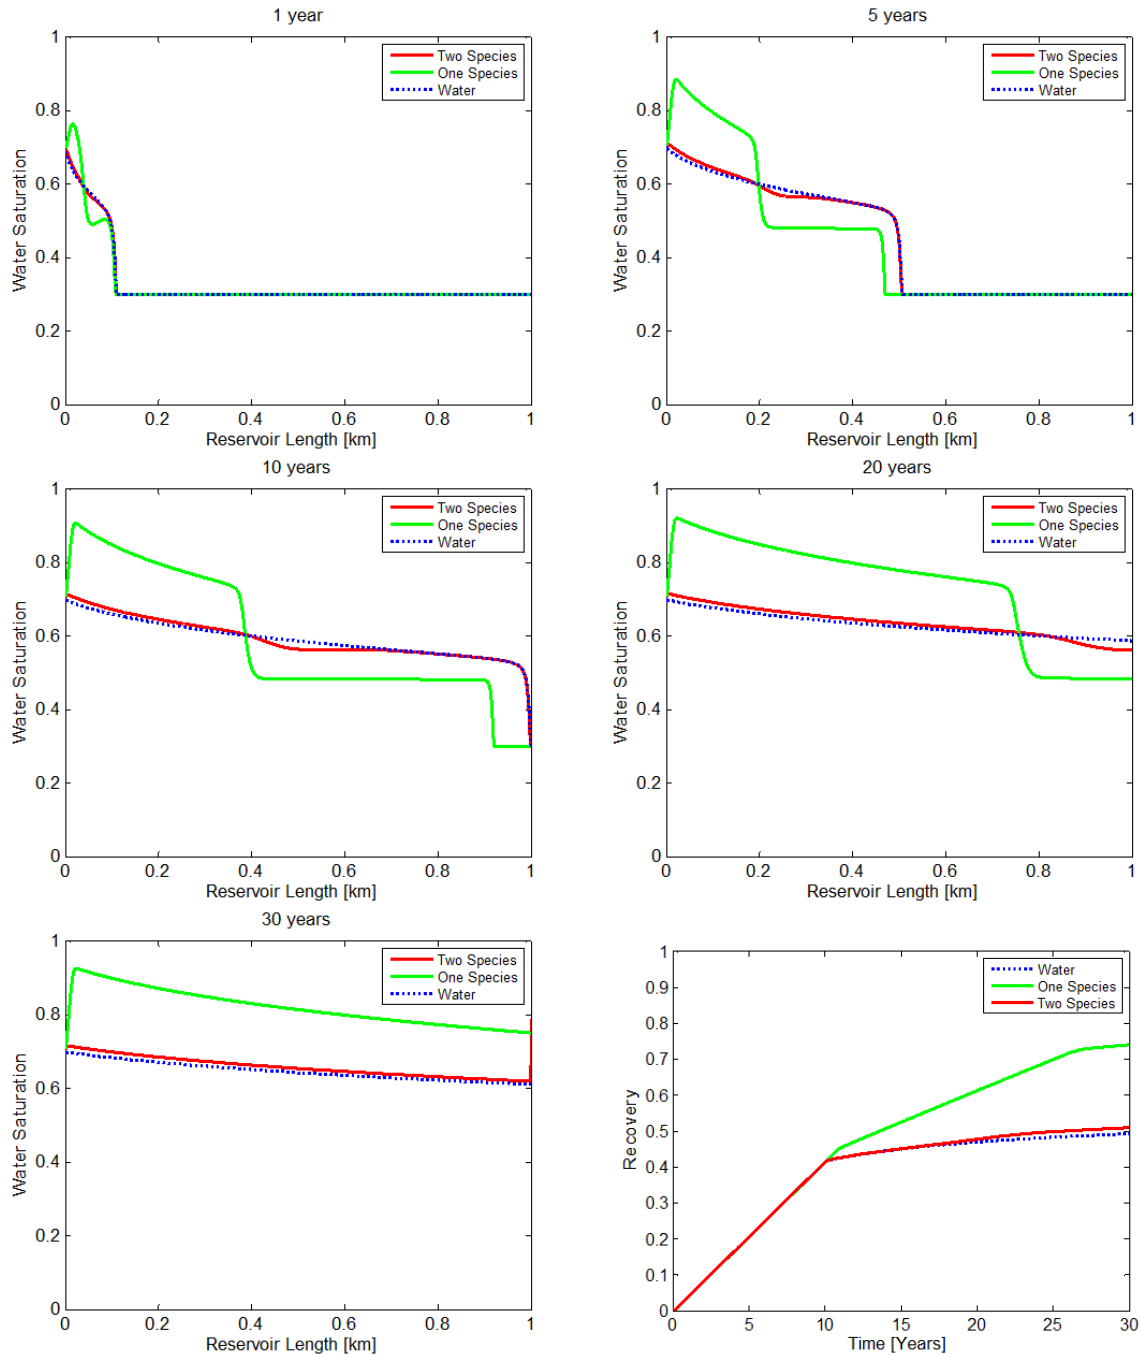 1 year
1
0.8
0.6
0.4
0.2
0
Water Saturation
0 0.2 0.4 0.6 0.8 1
Reservoir Length [km]
Two Species
One Species
Water
5 years
1
0.8
0.6
0.4
0.2
0
Water Saturation
0 0.2 0.4 0.6 0.8 1
Reservoir Length [km]
Two Species
One Species
Water
10 years
1
0.8
0.6
0.4
0.2
0
Water Saturation
0 0.2 0.4 0.6 0.8 1
Reservoir Length [km]
Two Species
One Species
Water
20 years
1
0.8
0.6
0.4
0.2
0
Water Saturation
0 0.2 0.4 0.6 0.8 1
Reservoir Length [km]
Two Species
One Species
Water
30 years
1
0.8
0.6
0.4
0.2
0
Water Saturation
0 0.2 0.4 0.6 0.8 1
Reservoir Length [km]
Two Species
One Species
Water
1
0.9
0.8
0.7
0.6
0.5
0.4
0.3
0.2
0.1
0
Recovery
0 5 10 15 20 25 30
Time [Years]
Water
One Species
Two Species